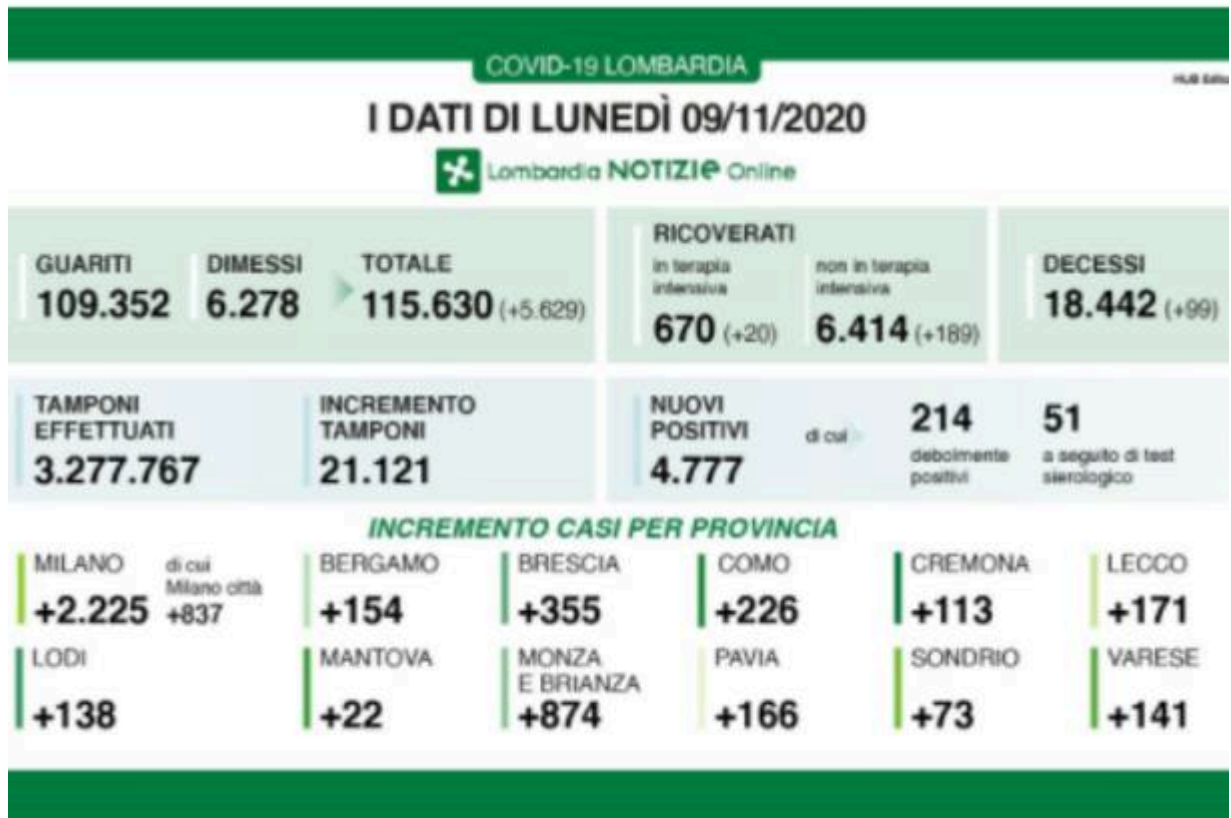 COVID-19 LOMBARDIA
I DATI DI LUNEDÌ 09/11/2020
Lombardia NOTIZIE Online
GUARITI
109.352
DIMESSI
6.278
TOTALE
115.630 (+5.629)
RICOVERATI
in terapia
intensiva
670 (+20)
non in terapia
intensiva
6.414 (+189)
DECESSI
18.442 (+99)
TAMPONI
EFFETTUATI
3.277.767
INCREMENTO
TAMPONI
21.121
NUOVI
POSITIVI
4.777
di cui
214
debolmente
positivi
51
a seguito di test
sierologico
INCREMENTO CASI PER PROVINCIA
MILANO
+2.225
di cui
Milano città
+837
BERGAMO
+154
BRESCIA
+355
COMO
+226
CREMONA
+113
LECCO
+171
LODI
+138
MANTOVA
+22
MONZA
E BRIANZA
+874
PAVIA
+166
SONDRIO
+73
VARESE
+141